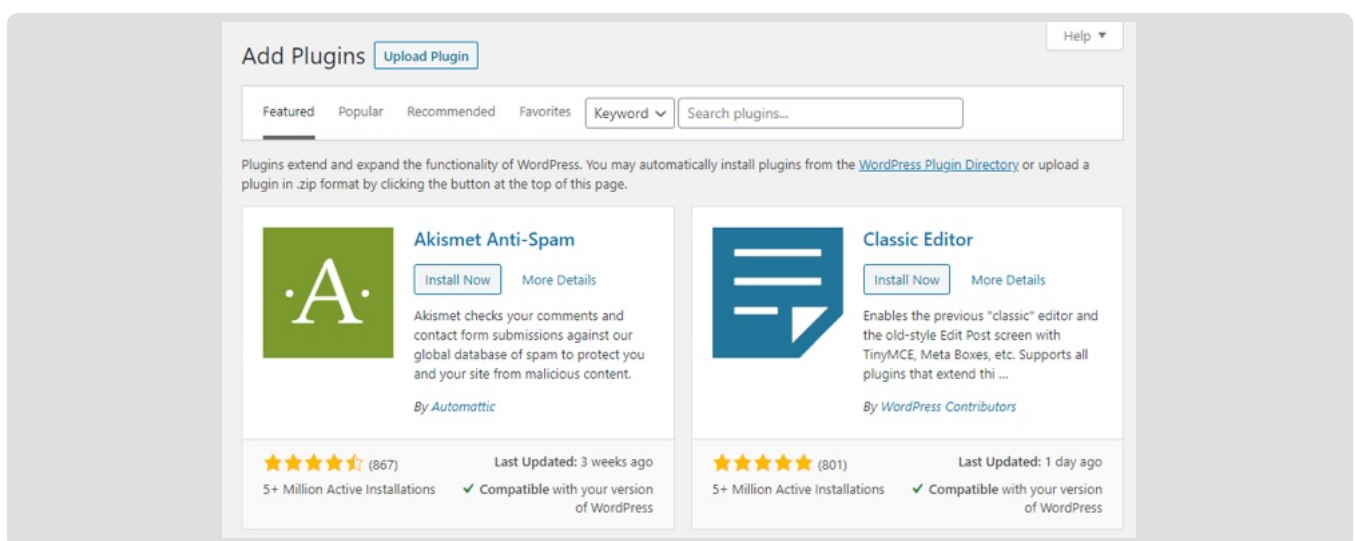 Help ▼
Add Plugins Upload Plugin
Featured Popular Recommended Favorites Keyword Search plugins...
Plugins extend and expand the functionality of WordPress. You may automatically install plugins from the WordPress Plugin Directory or upload a
plugin in .zip format by clicking the button at the top of this page.
·A·
Akismet Anti-Spam
Install Now More Details
Akismet checks your comments and
contact form submissions against our
global database of spam to protect you
and your site from malicious content.
By Automattic
(867) Last Updated: 3 weeks ago
5+ Million Active Installations ✓ Compatible with your version
of WordPress
Classic Editor
Install Now More Details
Enables the previous "classic" editor and
the old-style Edit Post screen with
TinyMCE, Meta Boxes, etc. Supports all
plugins that extend thi ...
By WordPress Contributors
(801) Last Updated: 1 day ago
5+ Million Active Installations ✓ Compatible with your version
of WordPress